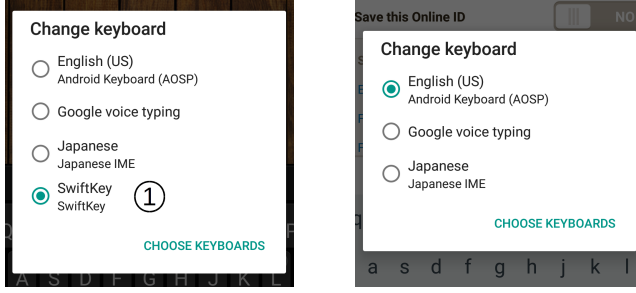 Change keyboard
English (US)
Android Keyboard (AOSP)
Google voice typing
Japanese
Japanese IME
SwiftKey
SwiftKey
①
CHOOSE KEYBOARDS
A S D F G H J K L
Save this Online ID
NO
Change keyboard
English (US)
Android Keyboard (AOSP)
Google voice typing
Japanese
Japanese IME
CHOOSE KEYBOARDS
a s d f g h j k l